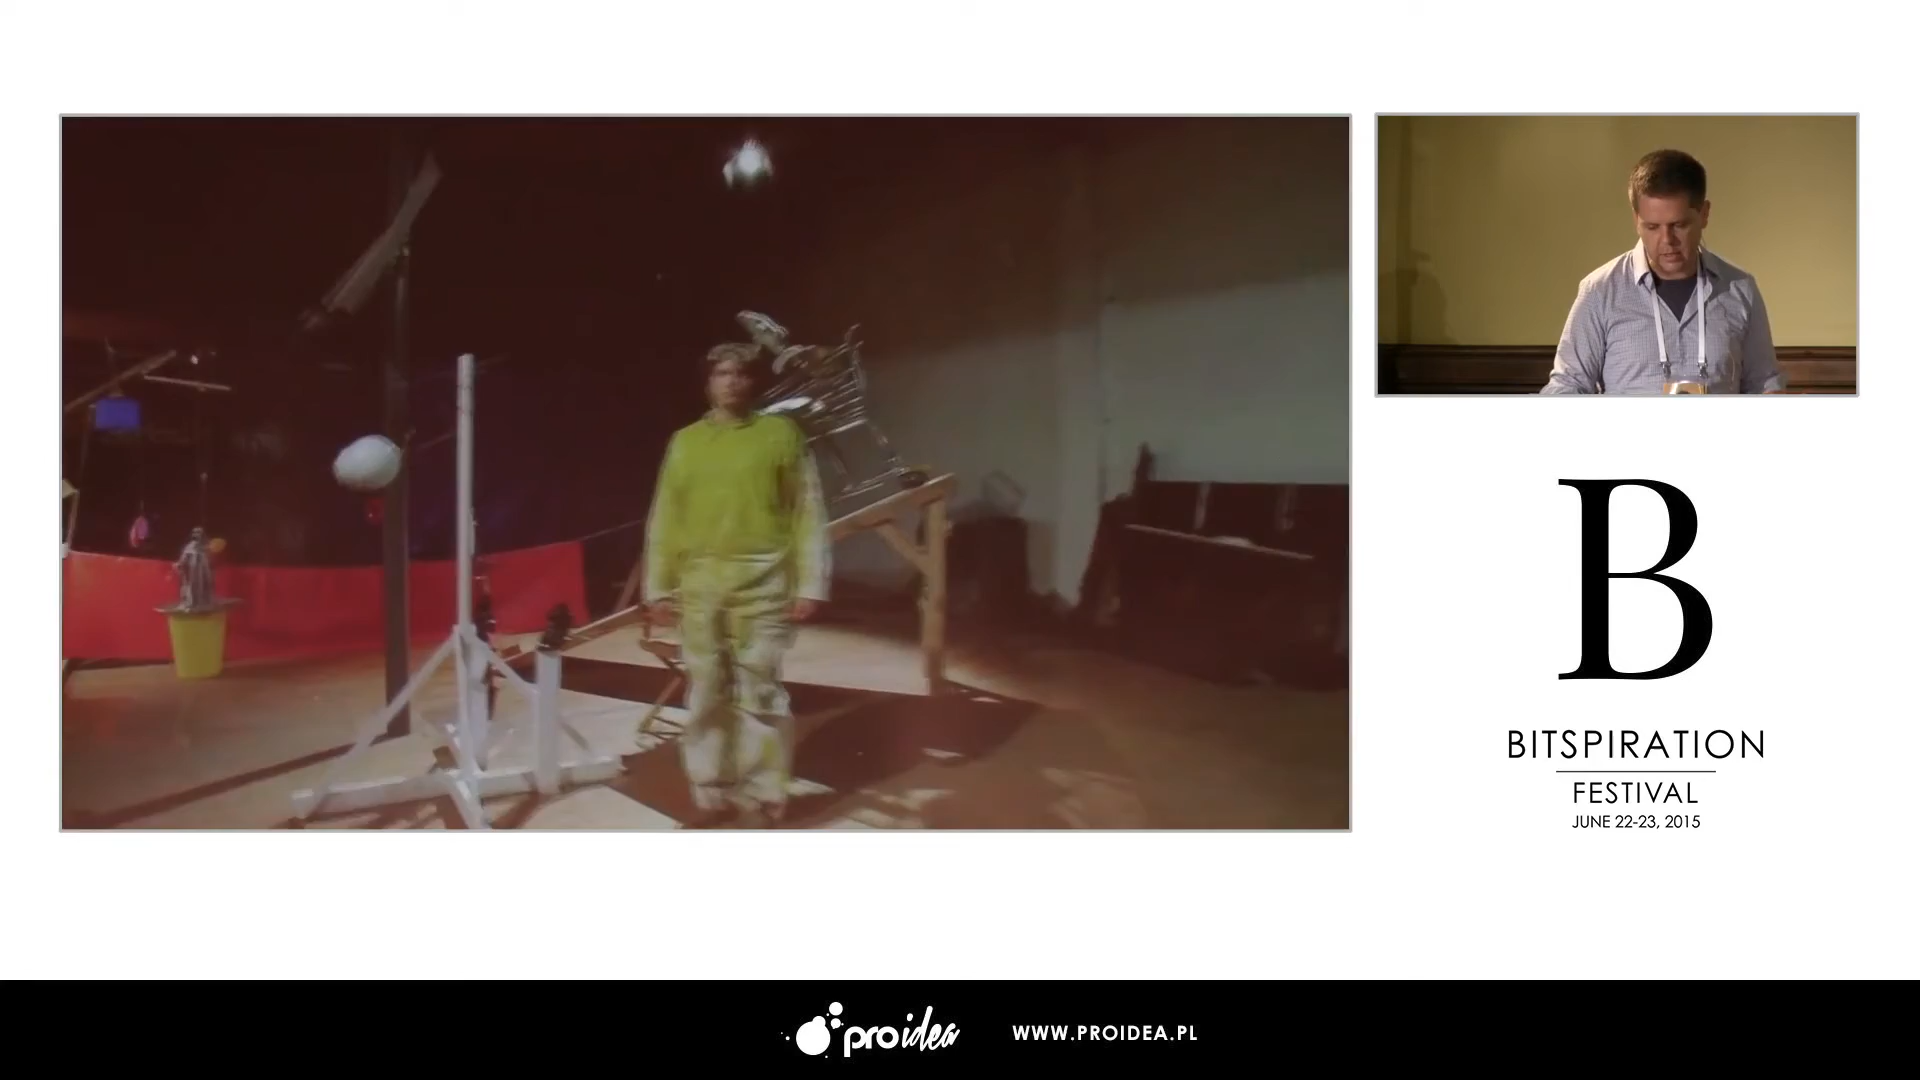 B
BITSPIRATION
FESTIVAL
JUNE 22-23, 2015
proidea
WWW.PROIDEA.PL